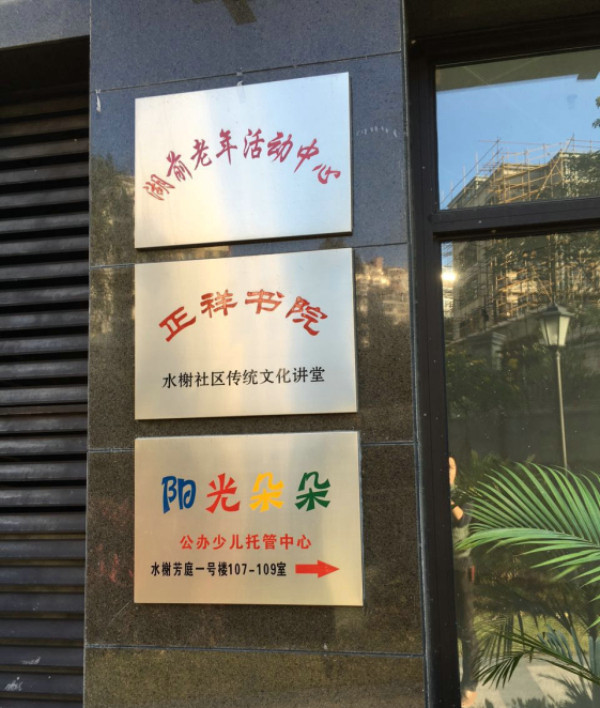 湖前老年活动中心
正祥书院
水榭社区传统文化讲堂
阳光朵朵
公办少儿托管中心
水榭芳庭一号楼107-109室